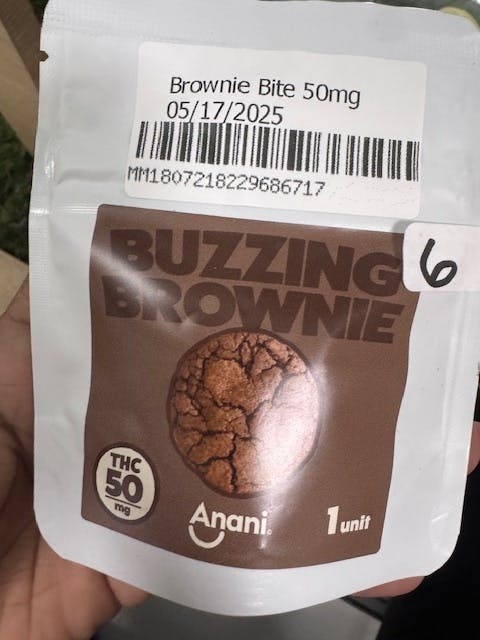 Brownie Bite 50mg
05/17/2025
MM1807218229686717
6
BUZZING
BROWNIE
THC
50
mg
Anani.
1 unit